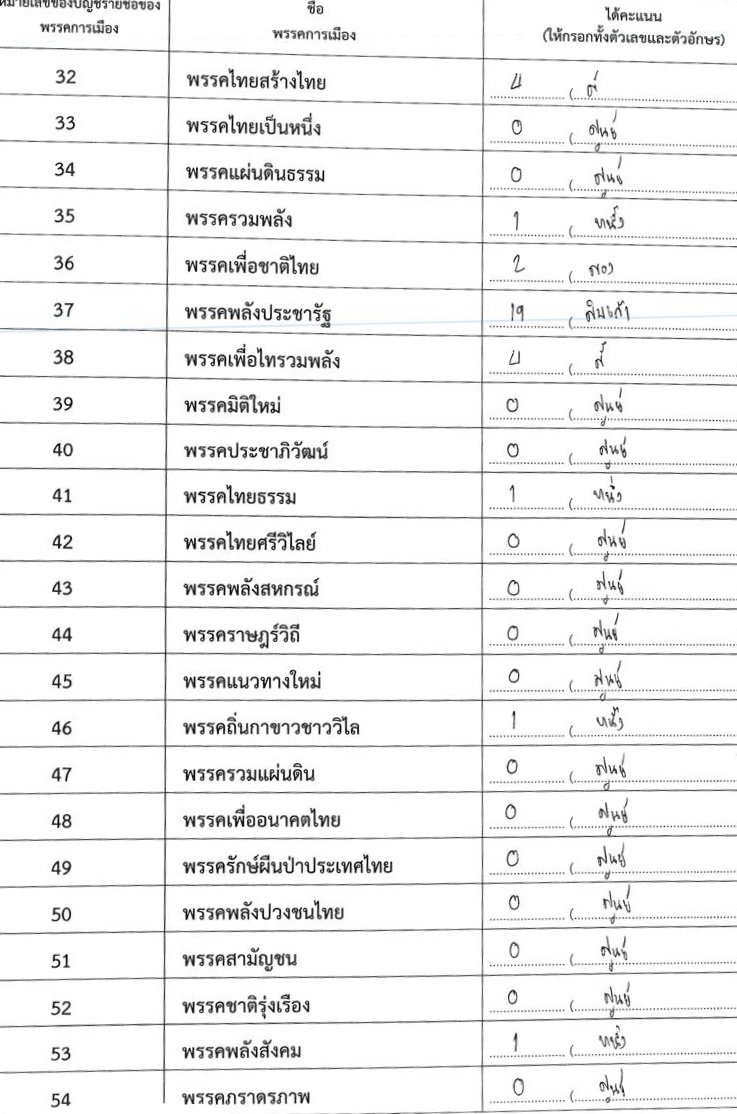 หมายเลขของบัญชีรายชื่อของ
พรรคการเมือง
ชื่อ
พรรคการเมือง
ได้คะแนน
(ให้กรอกทั้งตัวเลขและตัวอักษร)
32 พรรคไทยสร้างไทย 4 ( สี่
33 พรรคไทยเป็นหนึ่ง 0 ( ศูนย์
34 พรรคแผ่นดินธรรม 0 ( ศูนย์
35 พรรครวมพลัง 1 ( หนึ่ง
36 พรรคเพื่อชาติไทย 2 ( สอง
37 พรรคพลังประชารัฐ 19 ( สิบเก้า
38 พรรคเพื่อไทรวมพลัง 4 ( สี่
39 พรรคมิติใหม่ 0 ( ศูนย์
40 พรรคประชาภิวัฒน์ 0 ( ศูนย์
41 พรรคไทยธรรม 1 ( หนึ่ง
42 พรรคไทยศรีวิไลย์ 0 ( ศูนย์
43 พรรคพลังสหกรณ์ 0 ( ศูนย์
44 พรรคราษฎร์วิถี 0 ( ศูนย์
45 พรรคแนวทางใหม่ 0 ( ศูนย์
46 พรรคถิ่นกาขาวชาววิไล 1 ( หนึ่ง
47 พรรครวมแผ่นดิน 0 ( ศูนย์
48 พรรคเพื่ออนาคตไทย 0 ( ศูนย์
49 พรรครักษ์ผืนป่าประเทศไทย 0 ( ศูนย์
50 พรรคพลังปวงชนไทย 0 ( ศูนย์
51 พรรคสามัญชน 0 ( ศูนย์
52 พรรคชาติรุ่งเรือง 0 ( ศูนย์
53 พรรคพลังสังคม 1 ( หนึ่ง
54 พรรคภราดรภาพ 0 ( ศูนย์